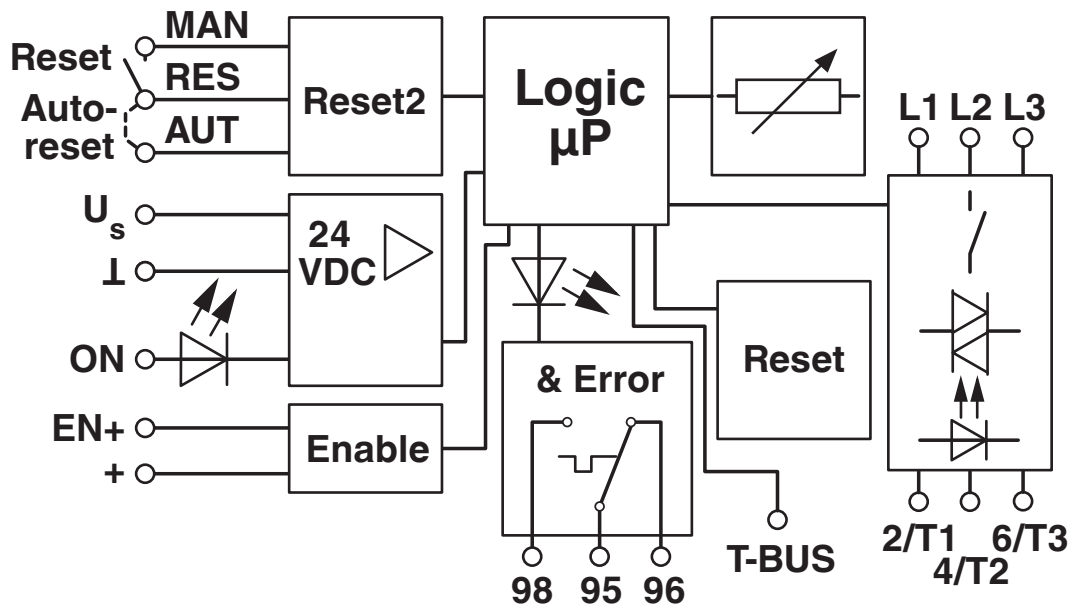 MAN
Reset
RES
Auto-
reset
AUT
Reset2
Logic
µP
L1 L2 L3
Us
⊥
24
VDC
ON
EN+
+
Enable
& Error
Reset
98 95 96
T-BUS
2/T1 6/T3
4/T2